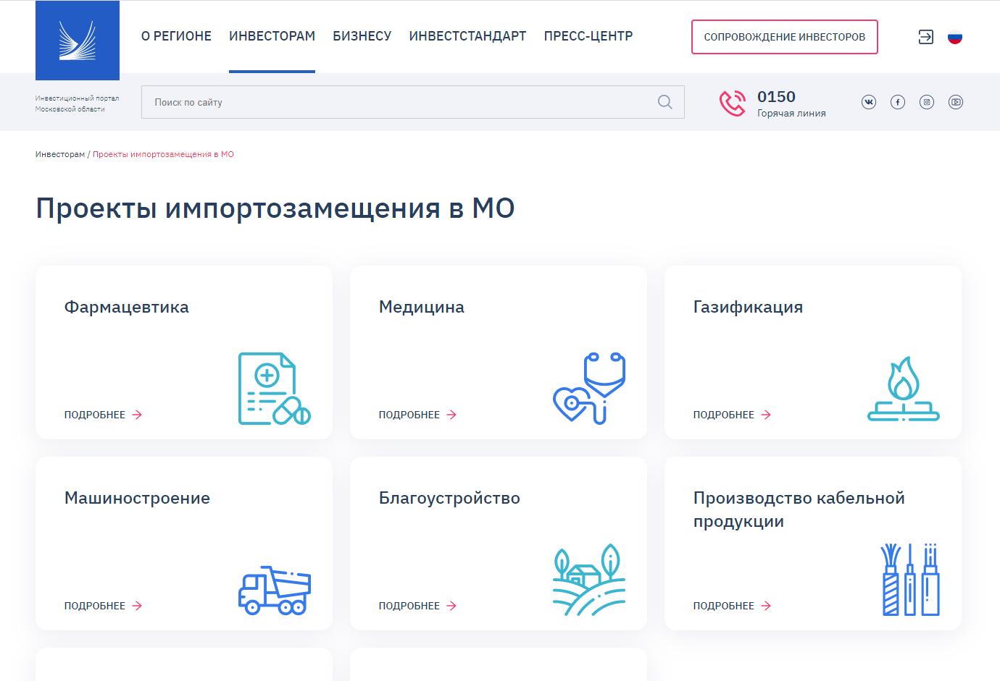 О РЕГИОНЕ ИНВЕСТОРАМ БИЗНЕСУ ИНВЕСТСТАНДАРТ ПРЕСС-ЦЕНТР СОПРОВОЖДЕНИЕ ИНВЕСТОРОВ
Инвестиционный портал
Московской области
Поиск по сайту
0150
Горячая линия
Инвесторам / Проекты импортозамещения в МО
Проекты импортозамещения в МО
Фармацевтика
ПОДРОБНЕЕ
Медицина
ПОДРОБНЕЕ
Газификация
ПОДРОБНЕЕ
Машиностроение
ПОДРОБНЕЕ
Благоустройство
ПОДРОБНЕЕ
Производство кабельной
продукции
ПОДРОБНЕЕ